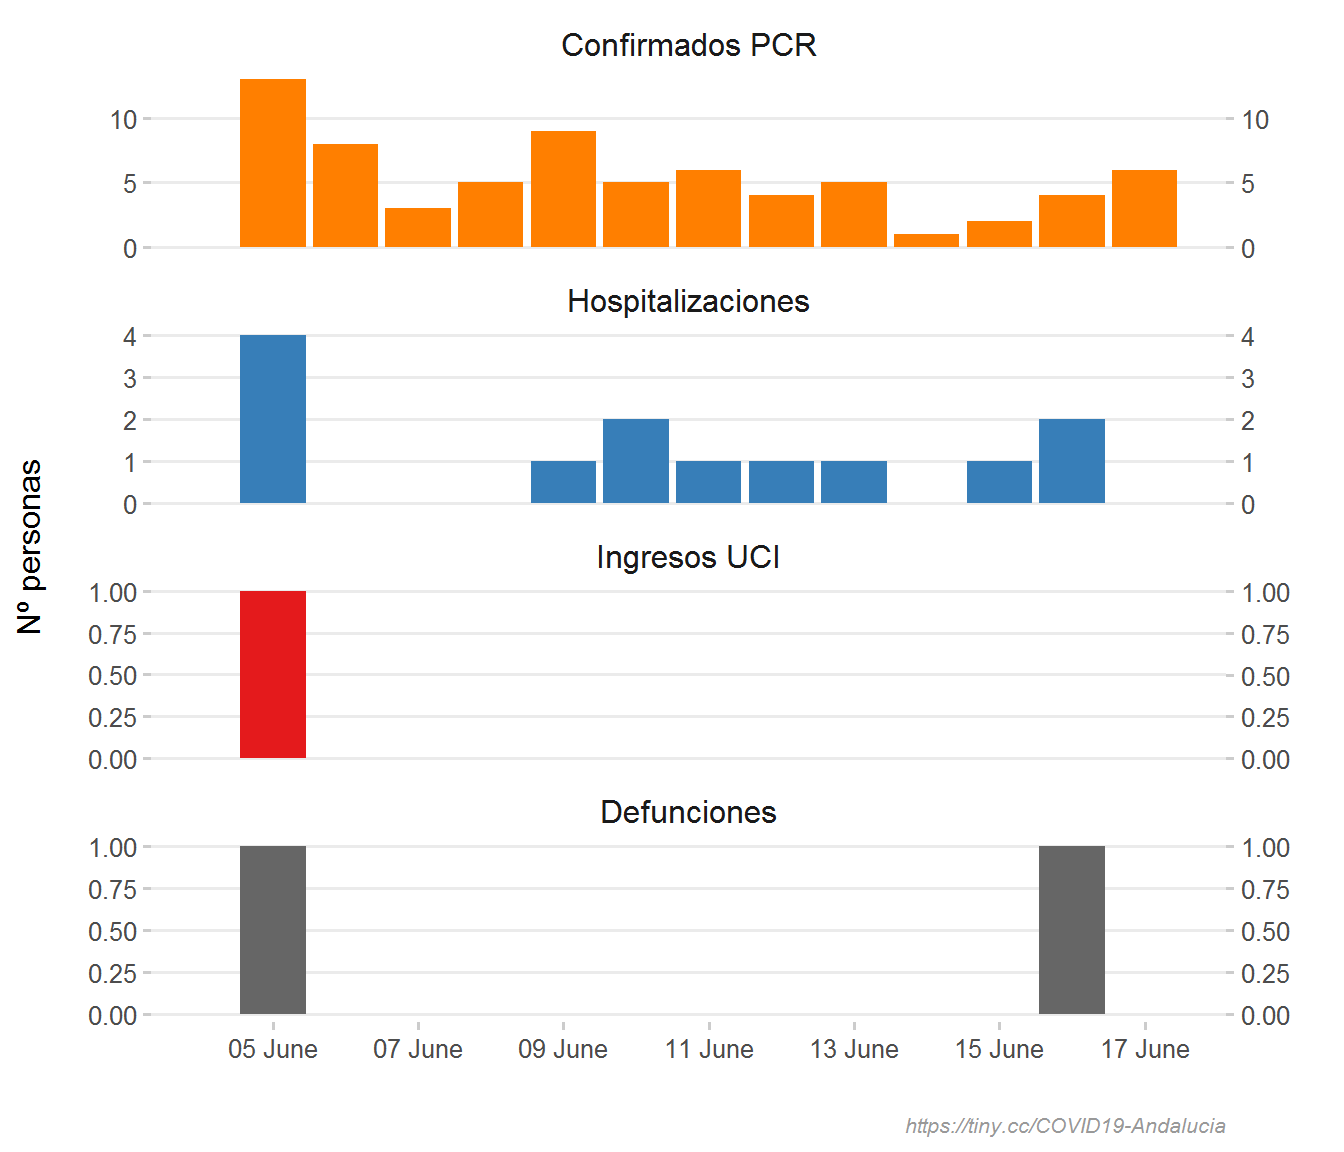 Confirmados PCR
10 10
5 5
0 0
Hospitalizaciones
4 4
3 3
2 2
1 1
0 0
Nº personas
Ingresos UCI
1.00 1.00
0.75 0.75
0.50 0.50
0.25 0.25
0.00 0.00
Defunciones
1.00 1.00
0.75 0.75
0.50 0.50
0.25 0.25
0.00 0.00
05 June 07 June 09 June 11 June 13 June 15 June 17 June
https://tiny.cc/COVID19-Andalucia